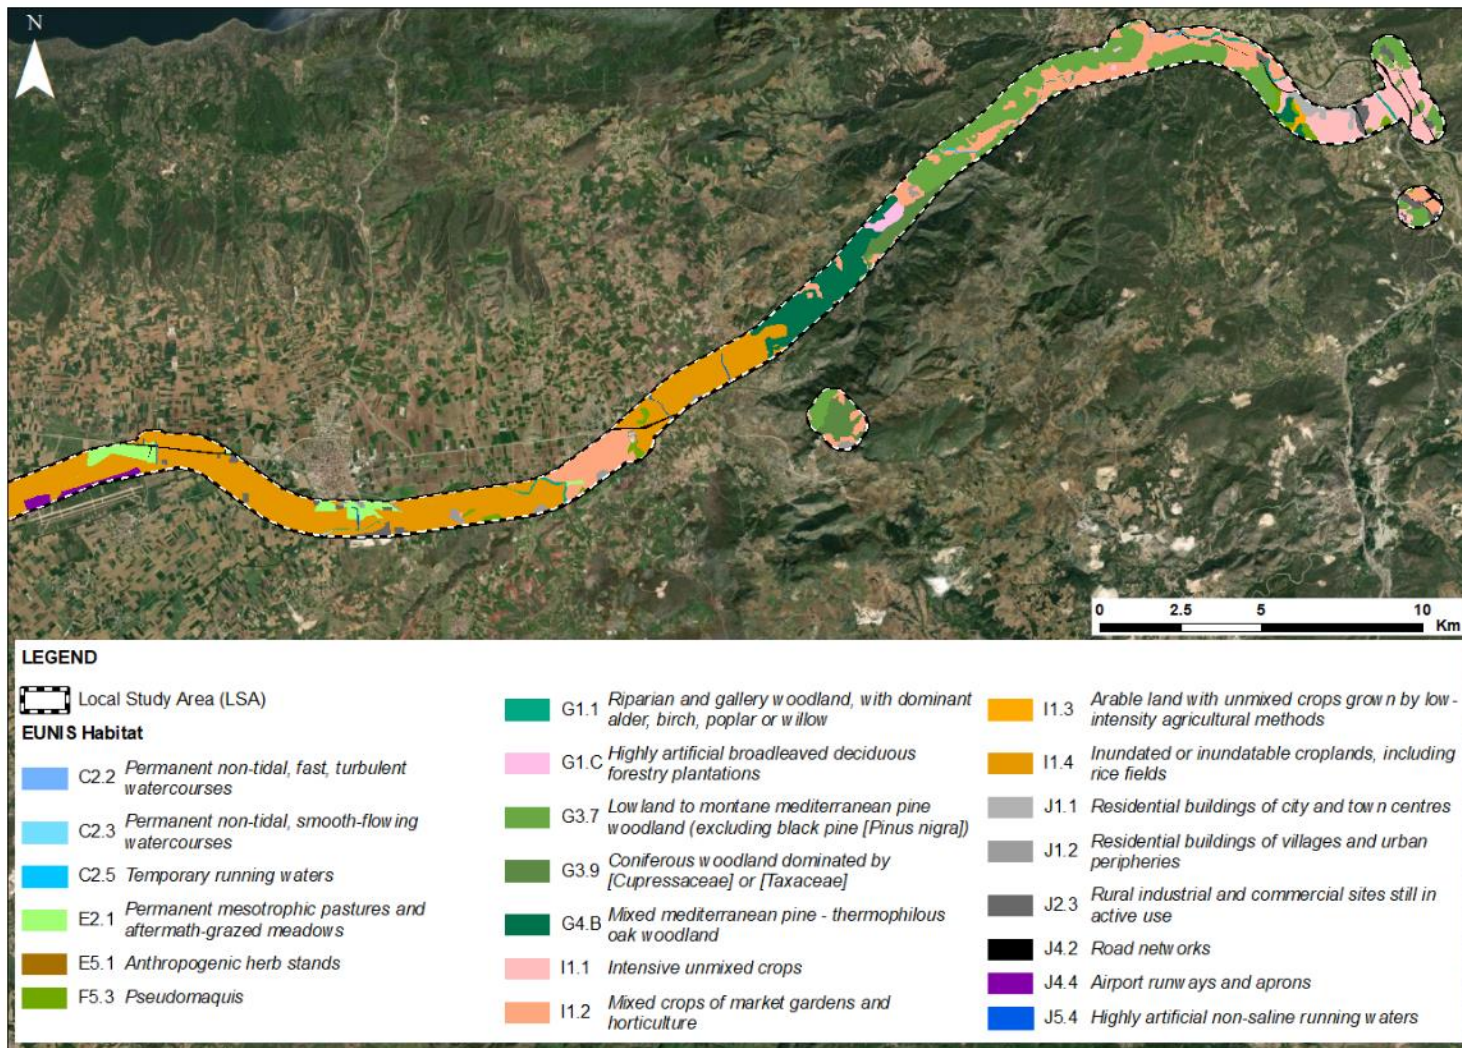 N
0 2.5 5 10
Km
LEGEND
Local Study Area (LSA)
EUNIS Habitat
C2.2 Permanent non-tidal, fast, turbulent
watercourses
C2.3 Permanent non-tidal, smooth-flowing
watercourses
C2.5 Temporary running waters
E2.1 Permanent mesotrophic pastures and
aftermath-grazed meadows
E5.1 Anthropogenic herb stands
F5.3 Pseudomaquis
G1.1 Riparian and gallery woodland, with dominant
alder, birch, poplar or willow
G1.C Highly artificial broadleaved deciduous
forestry plantations
G3.7 Lowland to montane mediterranean pine
woodland (excluding black pine [Pinus nigra])
G3.9 Coniferous woodland dominated by
[Cupressaceae] or [Taxaceae]
G4.B Mixed mediterranean pine - thermophilous
oak woodland
I1.1 Intensive unmixed crops
I1.2 Mixed crops of market gardens and
horticulture
I1.3 Arable land with unmixed crops grown by low-
intensity agricultural methods
I1.4 Inundated or inundatable croplands, including
rice fields
J1.1 Residential buildings of city and town centres
J1.2 Residential buildings of villages and urban
peripheries
J2.3 Rural industrial and commercial sites still in
active use
J4.2 Road networks
J4.4 Airport runways and aprons
J5.4 Highly artificial non-saline running waters